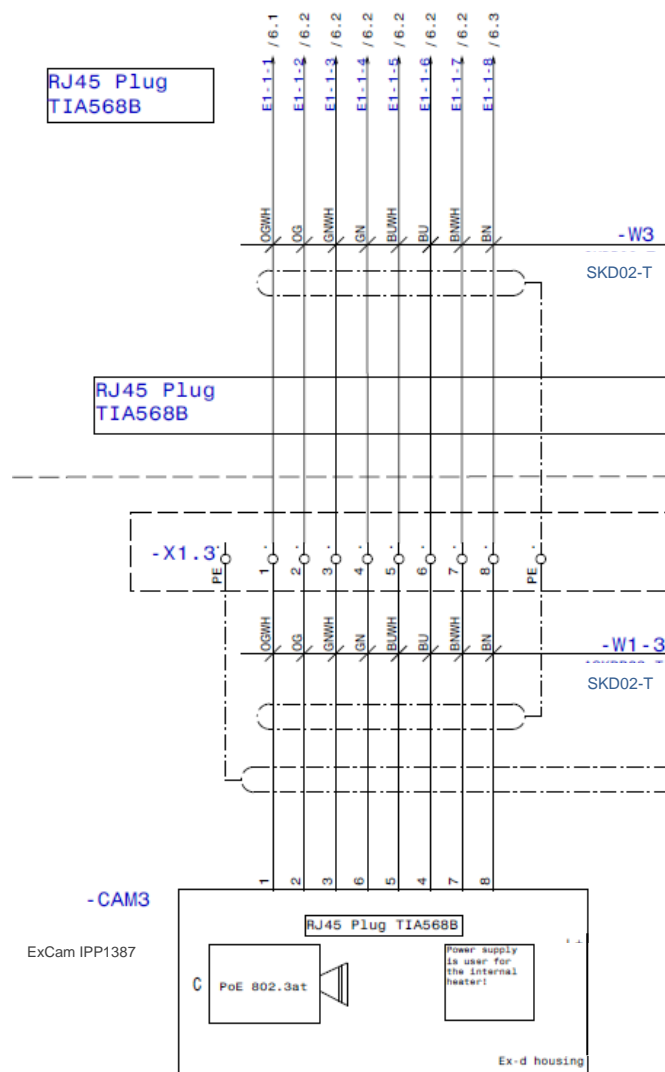 /6.1
/6.2
/6.2
/6.2
/6.2
/6.2
/6.2
/6.3
E1-1-1
E1-1-2
E1-1-3
E1-1-4
E1-1-5
E1-1-6
E1-1-7
E1-1-8
RJ45 Plug
TIA568B
OGWH
OG
GNWH
GN
BUWH
BU
BNWH
BN
-W3
SKD02-T
RJ45 Plug
TIA568B
-X1.3
PE
1
2
3
4
5
6
7
8
PE
OGWH
OG
GNWH
GN
BUWH
BU
BNWH
BN
-W1-3
SKD02-T
1
2
3
6
5
4
7
8
-CAM3
RJ45 Plug TIA568B
ExCam IPP1387
C
PoE 802.3at
Power supply
is user for
the internal
heater!
Ex-d housing